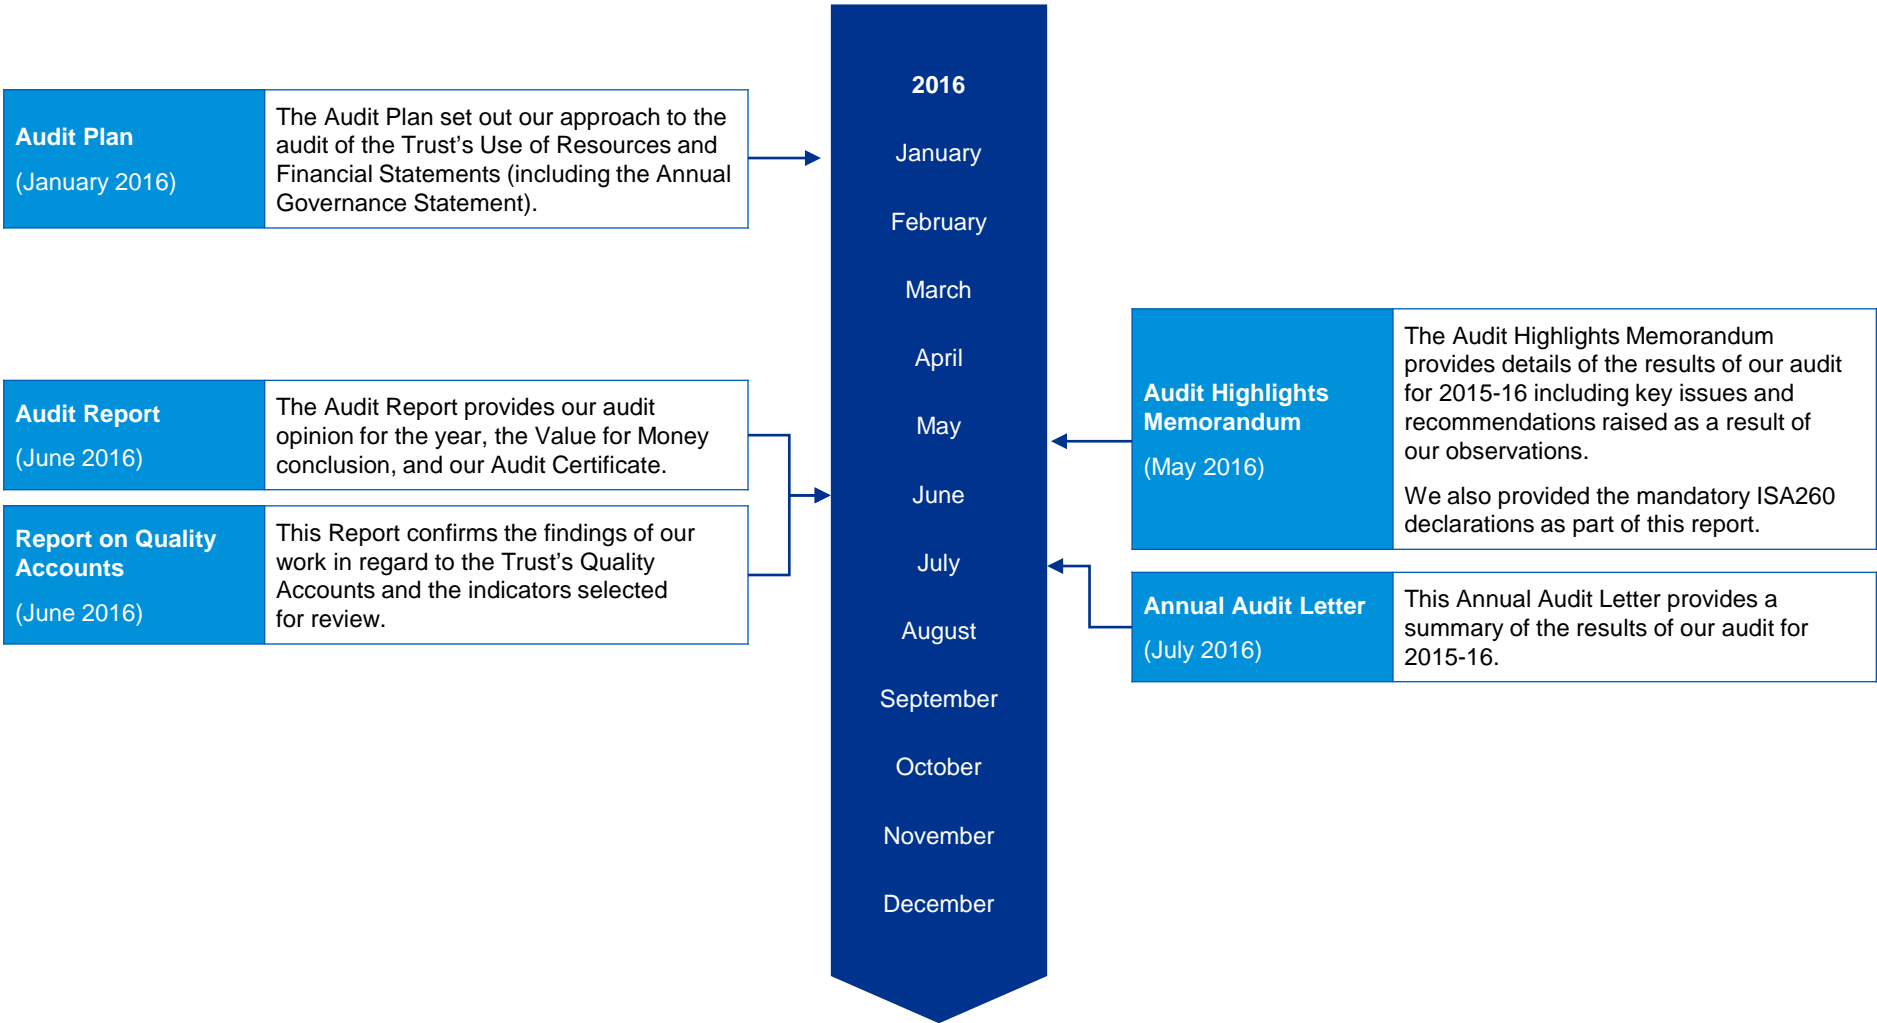 Audit Plan
(January 2016)
The Audit Plan set out our approach to the
audit of the Trust's Use of Resources and
Financial Statements (including the Annual
Governance Statement).
Audit Report
(June 2016)
The Audit Report provides our audit
opinion for the year, the Value for Money
conclusion, and our Audit Certificate.
Report on Quality
Accounts
(June 2016)
This Report confirms the findings of our
work in regard to the Trust's Quality
Accounts and the indicators selected
for review.
2016
January
February
March
April
May
June
July
August
September
October
November
December
Audit Highlights
Memorandum
(May 2016)
The Audit Highlights Memorandum
provides details of the results of our audit
for 2015-16 including key issues and
recommendations raised as a result of
our observations.
We also provided the mandatory ISA260
declarations as part of this report.
Annual Audit Letter
(July 2016)
This Annual Audit Letter provides a
summary of the results of our audit for
2015-16.